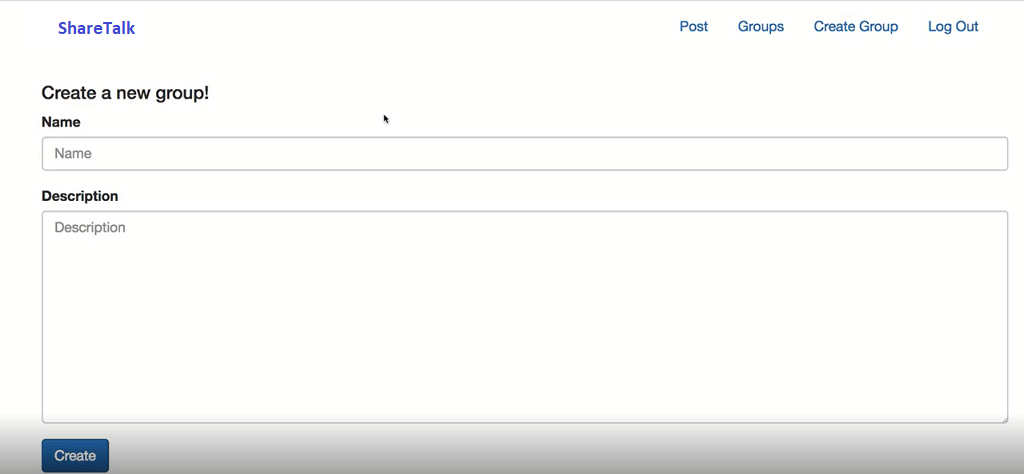 ShareTalk Post Groups Create Group Log Out
Create a new group!
Name
Name
Description
Description
Create